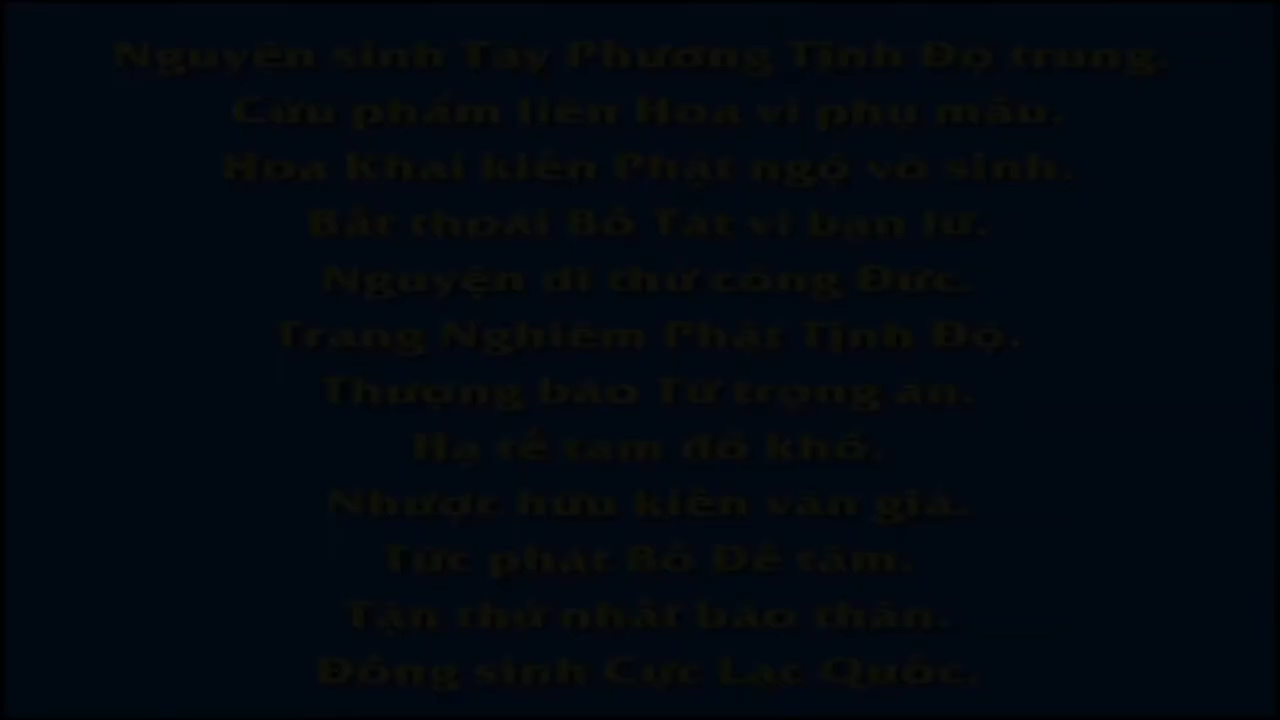 Nguyện sinh Tây Phương Tịnh Độ trung.
Cửu phẩm liên Hoa vi phụ mẫu.
Hoa Khai kiến Phật ngộ vô sinh.
Bất thoái Bồ Tát vi bạn lữ.
Nguyện dĩ thử công Đức.
Trang Nghiêm Phật Tịnh Độ.
Thượng báo Tứ trọng ân.
Hạ tế tam đồ khổ.
Nhược hữu kiến văn giả.
Tức phát Bồ Đề tâm.
Tận thử nhất báo thân.
Đồng sinh Cực Lạc Quốc.